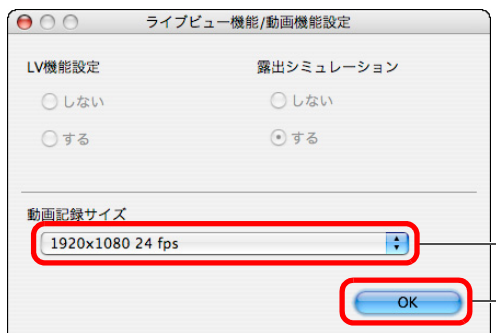 ライブビュー機能/動画機能設定
LV機能設定
露出シミュレーション
しない
しない
する
する
動画記録サイズ
1920x1080 24 fps
OK